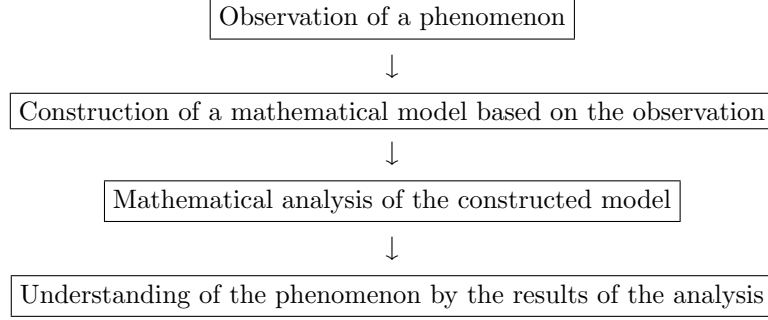 Observation of a phenomenon
↓
Construction of a mathematical model based on the observation
↓
Mathematical analysis of the constructed model
↓
Understanding of the phenomenon by the results of the analysis